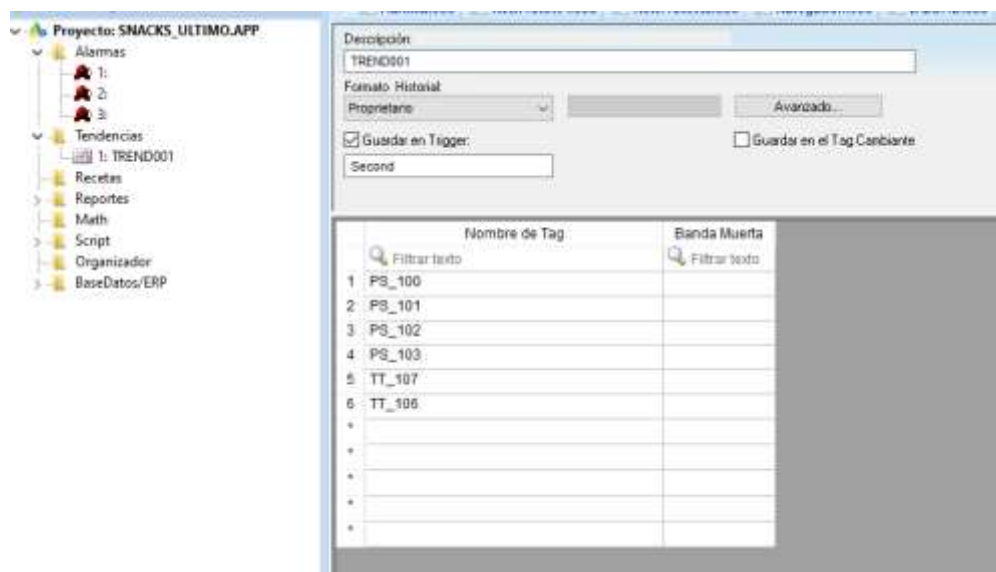 Proyecto: SNACKS_ULTIMO.APP
Alarmas
1:
2:
3:
Tendencias
1: TREND001
Recetas
Reportes
Math
Script
Organizador
BaseDatos/ERP
Descripción:
TREND001
Formato Historial:
Proprietario
Avanzado...
Guardar en Trigger:
Guardar en el Tag Cambiante
Second
Nombre de Tag Banda Muerta
Filtrar texto Filtrar texto
1 PS_100
2 PS_101
3 PS_102
4 PS_103
5 TT_107
6 TT_106
*
*
*
*
*